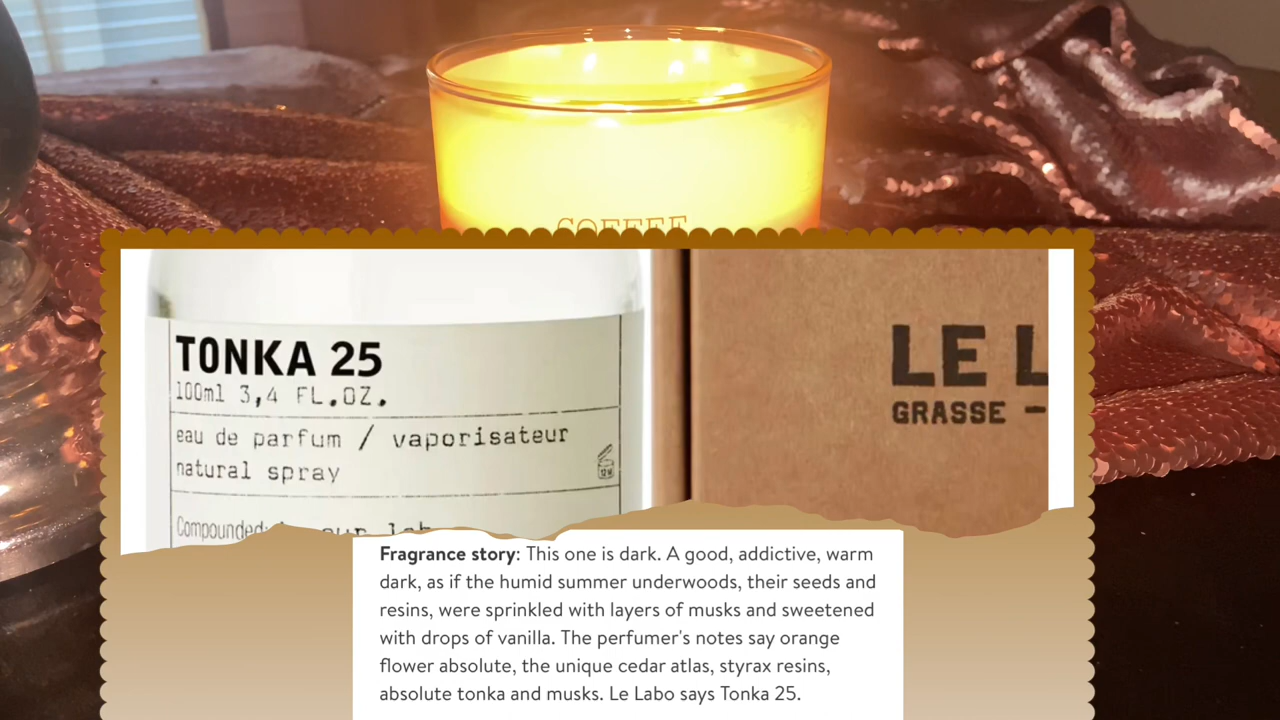 COFFEE
TONKA 25
100ml 3,4 FL.OZ.
eau de parfum / vaporisateur
natural spray
Compounded
12M
LE L
GRASSE –
Fragrance story: This one is dark. A good, addictive, warm
dark, as if the humid summer underwoods, their seeds and
resins, were sprinkled with layers of musks and sweetened
with drops of vanilla. The perfumer's notes say orange
flower absolute, the unique cedar atlas, styrax resins,
absolute tonka and musks. Le Labo says Tonka 25.